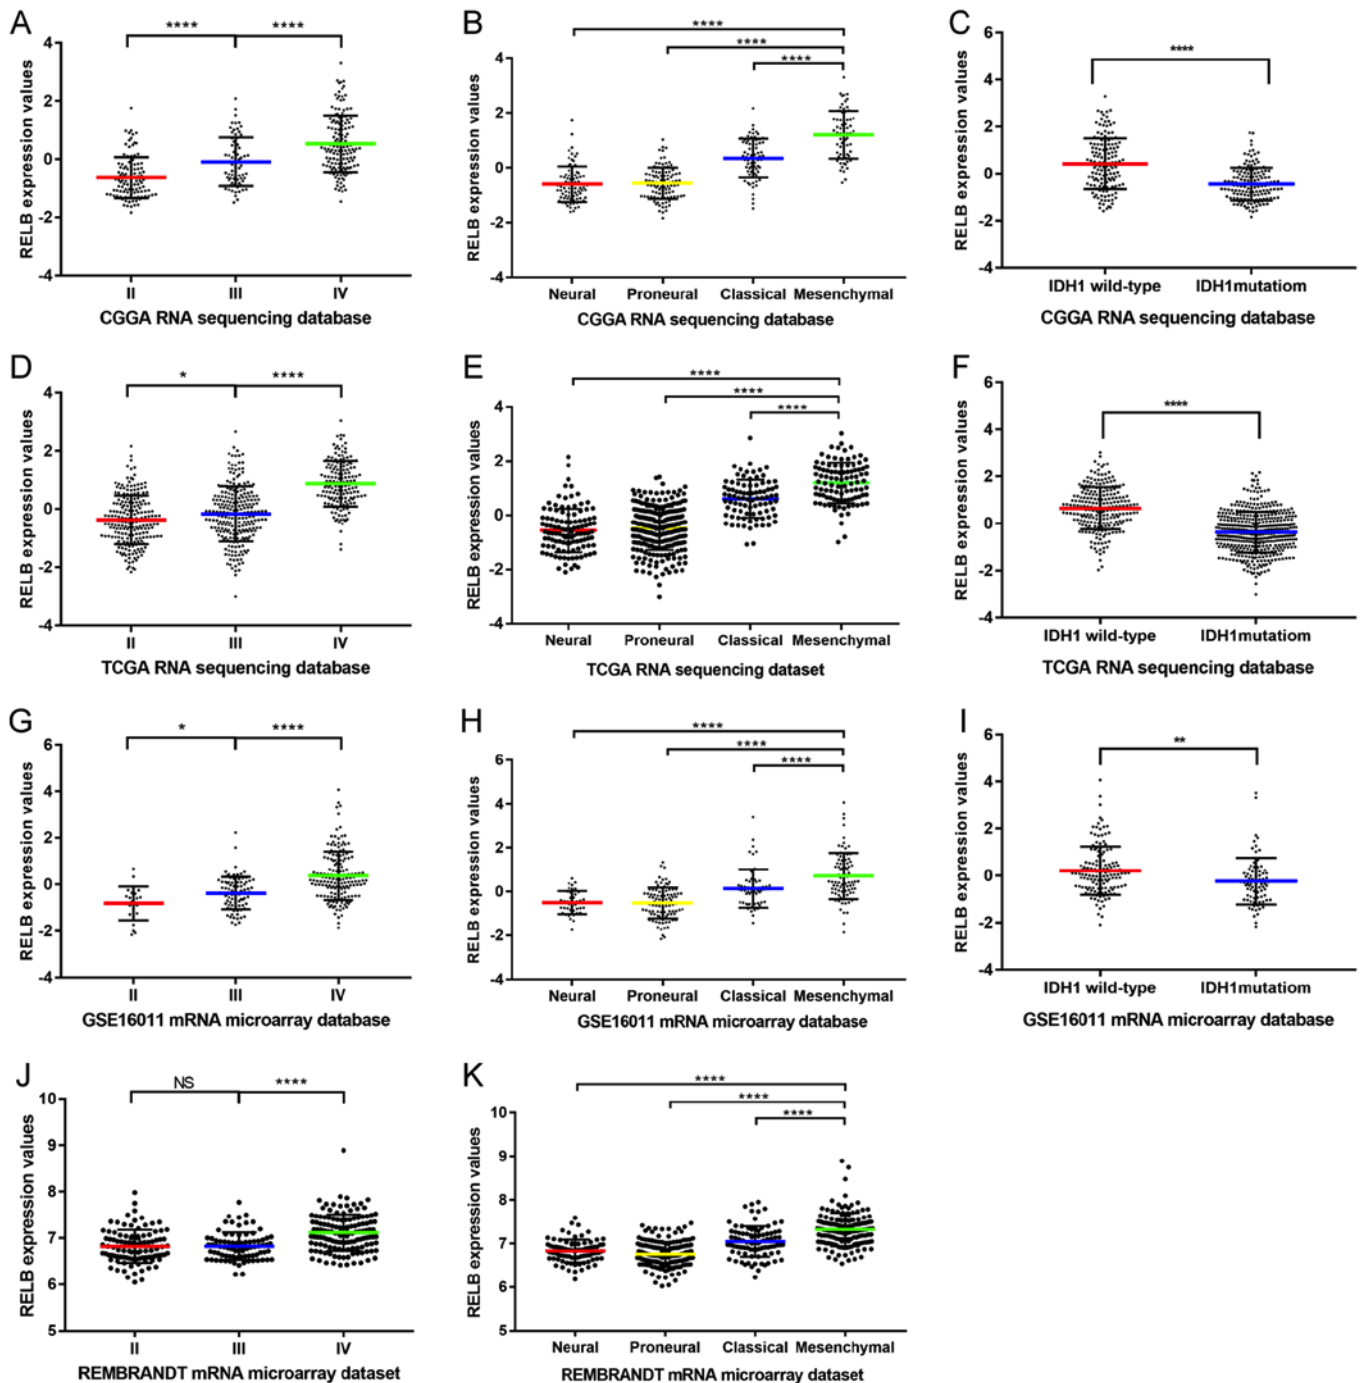 A
****
****
RELB expression values
4
2
0
-2
-4
II
III
IV
CGGA RNA sequencing database
B
****
****
****
RELB expression values
4
2
0
-2
-4
Neural
Proneural
Classical
Mesenchymal
CGGA RNA sequencing database
C
****
RELB expression values
6
4
2
0
-2
-4
IDH1 wild-type
IDH1mutatiom
CGGA RNA sequencing database
D
*
****
RELB expression values
4
2
0
-2
-4
II
III
IV
TCGA RNA sequencing database
E
****
****
****
RELB expression values
4
2
0
-2
-4
Neural
Proneural
Classical
Mesenchymal
TCGA RNA sequencing dataset
F
****
RELB expression values
6
4
2
0
-2
-4
IDH1 wild-type
IDH1mutatiom
TCGA RNA sequencing database
G
*
****
RELB expression values
6
4
2
0
-2
-4
II
III
IV
GSE16011 mRNA microarray database
H
****
****
****
RELB expression values
6
4
2
0
-2
-4
Neural
Proneural
Classical
Mesenchymal
GSE16011 mRNA microarray database
I
**
RELB expression values
6
4
2
0
-2
-4
IDH1 wild-type
IDH1mutatiom
GSE16011 mRNA microarray database
J
NS
****
RELB expression values
10
9
8
7
6
5
II
III
IV
REMBRANDT mRNA microarray dataset
K
****
****
****
RELB expression values
10
9
8
7
6
5
Neural
Proneural
Classical
Mesenchymal
REMBRANDT mRNA microarray dataset